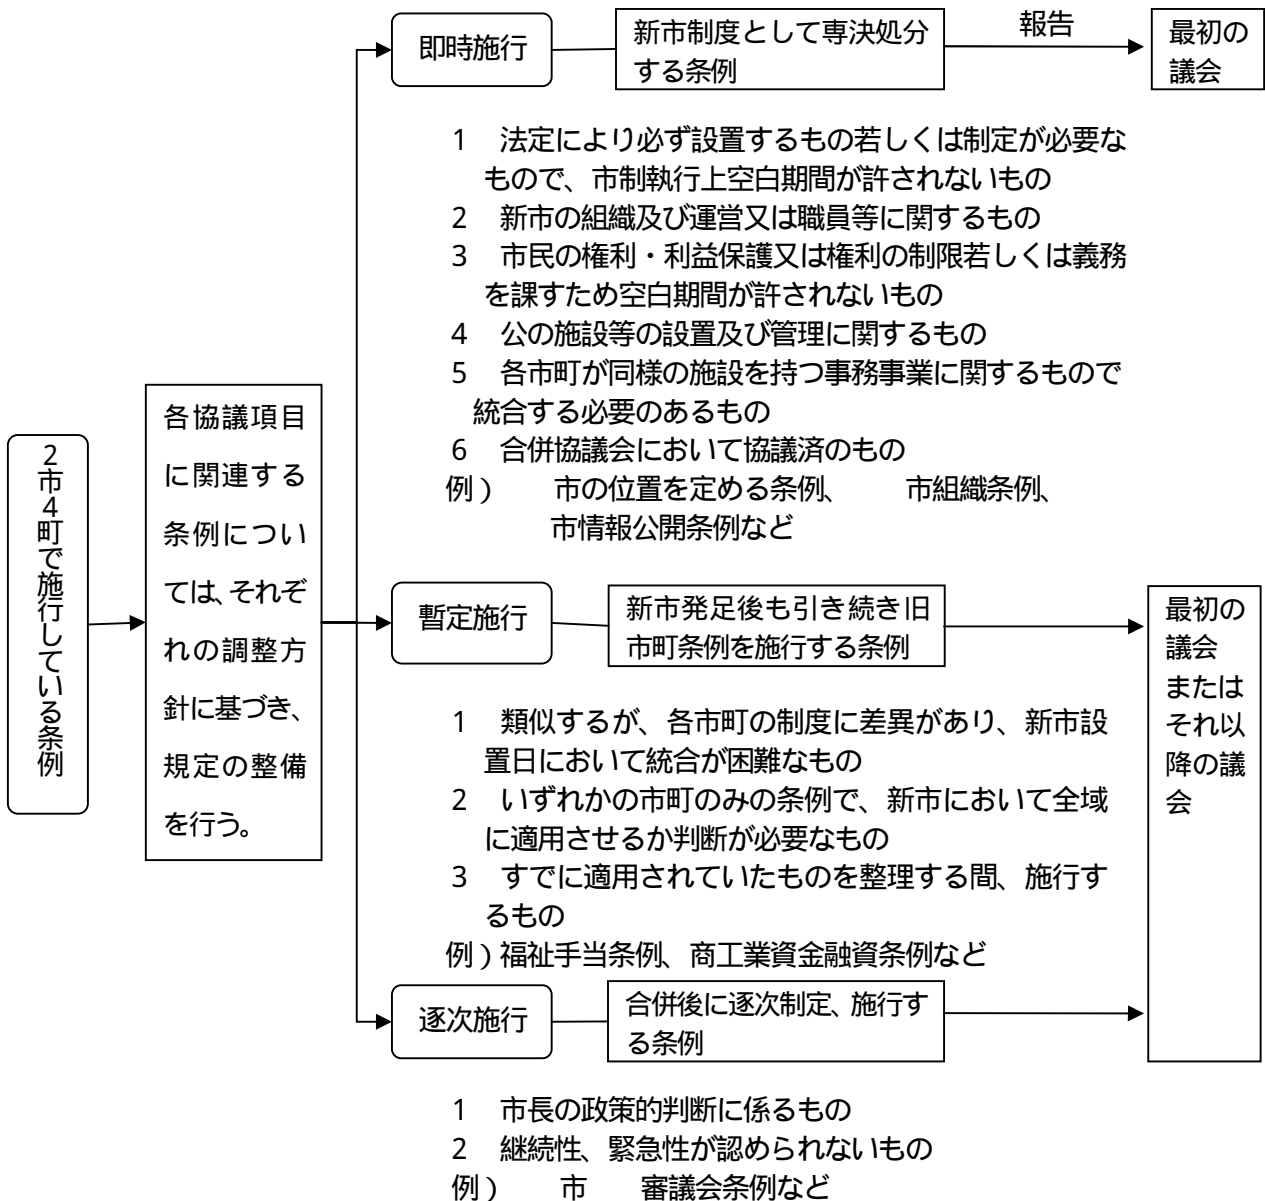 2市4町で施行している条例
各協議項目
に関連する
条例につい
ては、それぞ
れの調整方
針に基づき、
規定の整備
を行う。
即時施行
新市制度として専決処分
する条例
報告
最初の
議会
1 法定により必ず設置するもの若しくは制定が必要な
もので、市制執行上空白期間が許されないもの
2 新市の組織及び運営又は職員等に関するもの
3 市民の権利・利益保護又は権利の制限若しくは義務
を課すため空白期間が許されないもの
4 公の施設等の設置及び管理に関するもの
5 各市町が同様の施設を持つ事務事業に関するもので
統合する必要のあるもの
6 合併協議会において協議済のもの
例) 市の位置を定める条例、 市組織条例、
市情報公開条例など
暫定施行
新市発足後も引き続き旧
市町条例を施行する条例
最初の
議会
または
それ以
降の議
会
1 類似するが、各市町の制度に差異があり、新市設
置日において統合が困難なもの
2 いずれかの市町のみの条例で、新市において全域
に適用させるか判断が必要なもの
3 すでに適用されていたものを整理する間、施行す
るもの
例)福祉手当条例、商工業資金融資条例など
逐次施行
合併後に逐次制定、施行す
る条例
1 市長の政策的判断に係るもの
2 継続性、緊急性が認められないもの
例) 市 審議会条例など